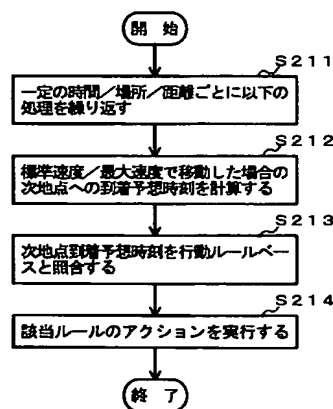 開 始
S211
一定の時間/場所/距離ごとに以下の
処理を繰り返す
S212
標準速度/最大速度で移動した場合の
次地点への到着予想時刻を計算する
S213
次地点到着予想時刻を行動ルールベー
スと照合する
S214
該当ルールのアクションを実行する
終 了